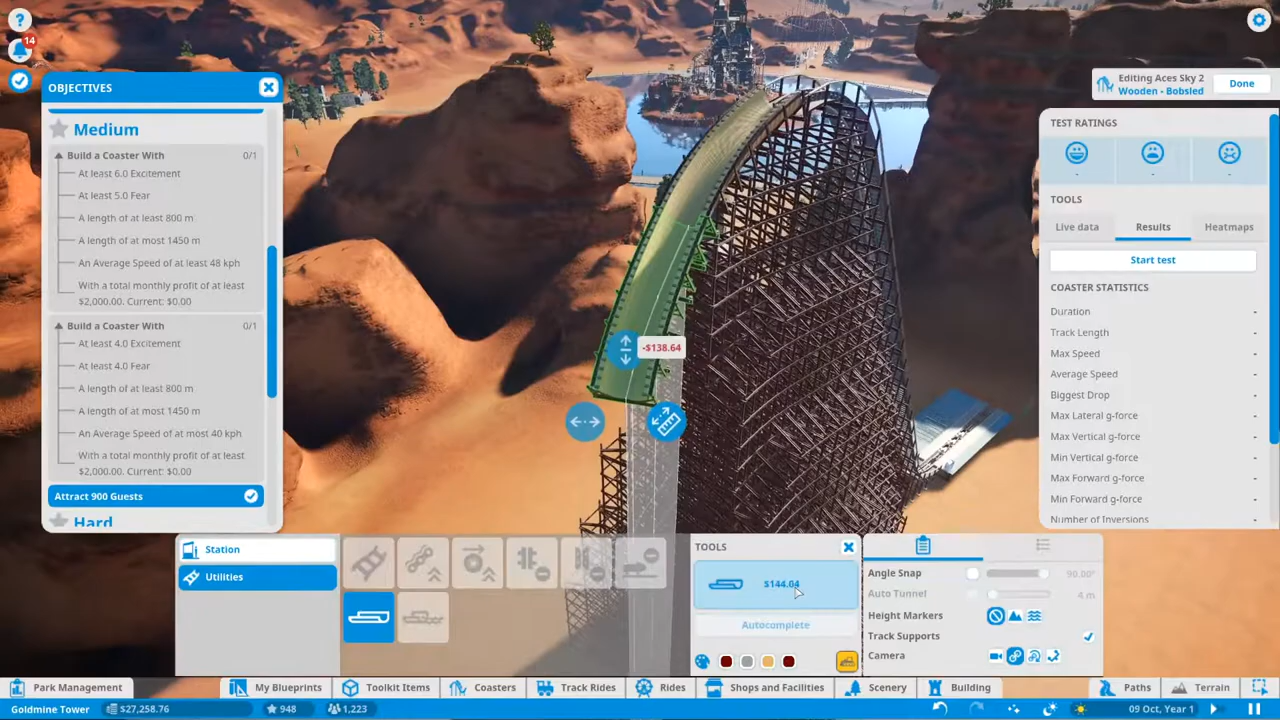 ?
14
OBJECTIVES
Medium
Build a Coaster With 0/1
At least 6.0 Excitement
At least 5.0 Fear
A length of at least 800 m
A length of at most 1450 m
An Average Speed of at least 48 kph
With a total monthly profit of at least
$2,000.00. Current: $0.00
Build a Coaster With 0/1
At least 4.0 Excitement
At least 4.0 Fear
A length of at least 800 m
A length of at most 1450 m
An Average Speed of at most 40 kph
With a total monthly profit of at least
$2,000.00. Current: $0.00
Attract 900 Guests
Hard
-$138.64
Editing Aces Sky 2
Wooden - Bobsled
Done
TEST RATINGS
- - -
TOOLS
Live data Results Heatmaps
Start test
COASTER STATISTICS
Duration -
Track Length -
Max Speed -
Average Speed -
Biggest Drop -
Max Lateral g-force -
Max Vertical g-force -
Min Vertical g-force -
Max Forward g-force -
Min Forward g-force -
Number of Inversions -
Station
Utilities
TOOLS
$144.64
Autocomplete
Angle Snap 90.00°
Auto Tunnel 4 m
Height Markers
Track Supports
Camera
Park Management My Blueprints Toolkit Items Coasters Track Rides Rides Shops and Facilities Scenery Building Paths Terrain
Goldmine Tower $27,258.76 948 1,223 09 Oct, Year 1